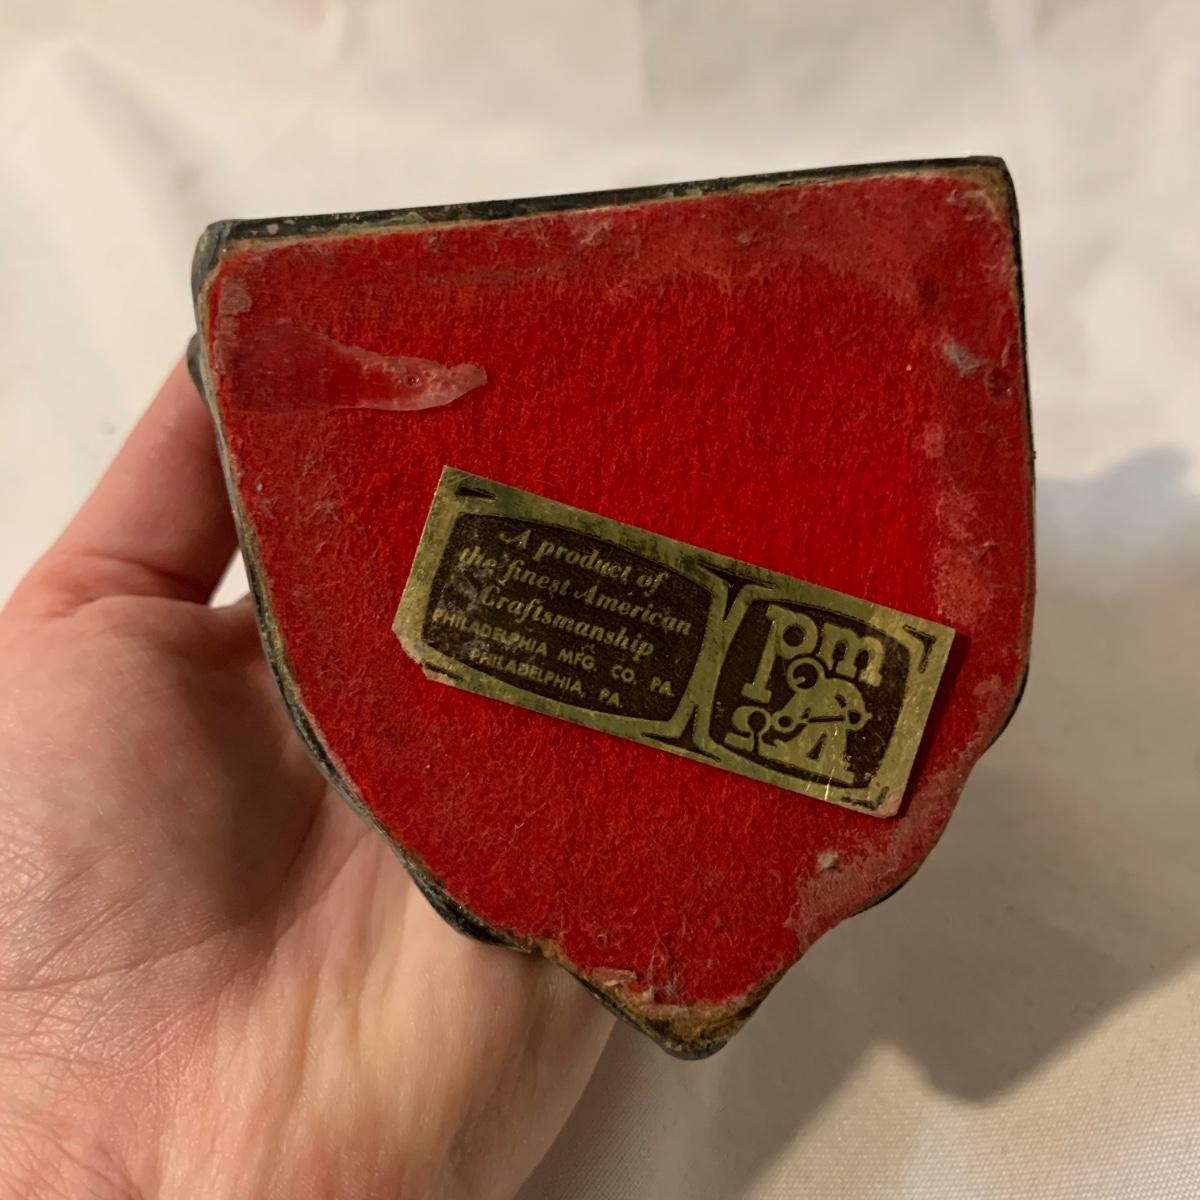 A product of
the finest American
Craftsmanship
PHILADELPHIA MFG. CO. PA.
PHILADELPHIA, PA.
pm